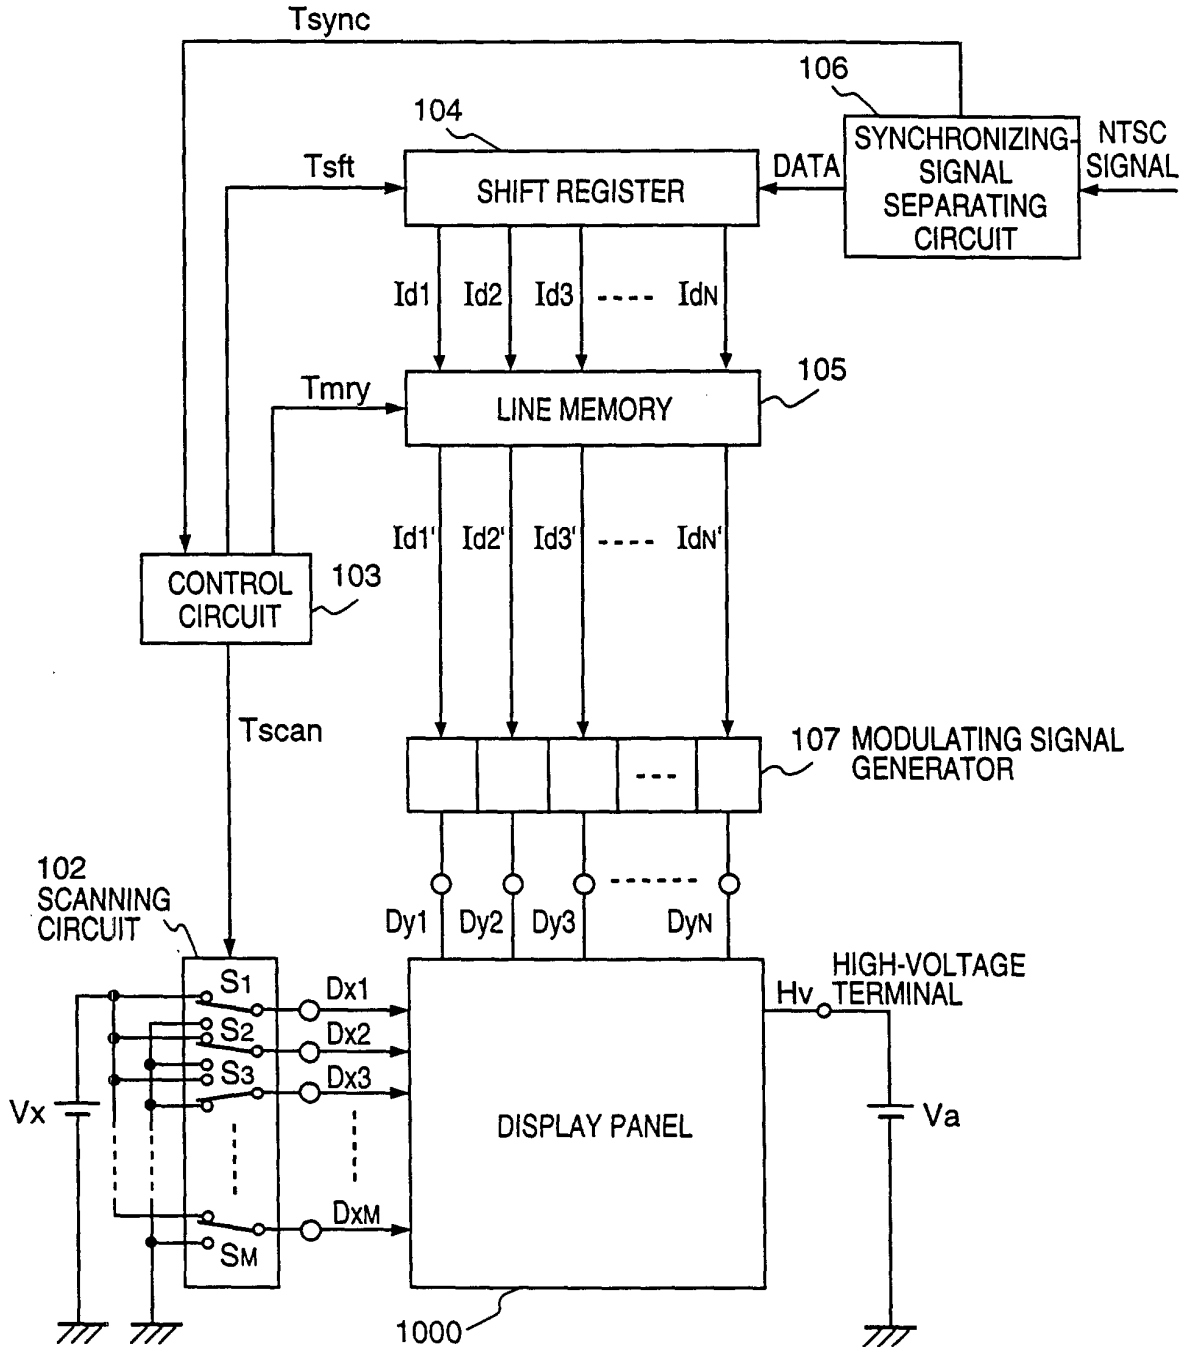 Tsync
106
104
SYNCHRONIZING-
SIGNAL
SEPARATING
CIRCUIT
NTSC
SIGNAL
DATA
Tsft
SHIFT REGISTER
Id1 Id2 Id3 ---- IdN
105
Tmry
LINE MEMORY
Id1' Id2' Id3' ---- IdN'
CONTROL
CIRCUIT
103
Tscan
107 MODULATING SIGNAL
GENERATOR
---
102
SCANNING
CIRCUIT
Dy1 Dy2 Dy3 DyN
HIGH-VOLTAGE
TERMINAL
Hv
S1
Dx1
S2
Dx2
S3
Dx3
Vx
DISPLAY PANEL
Va
DxM
SM
1000